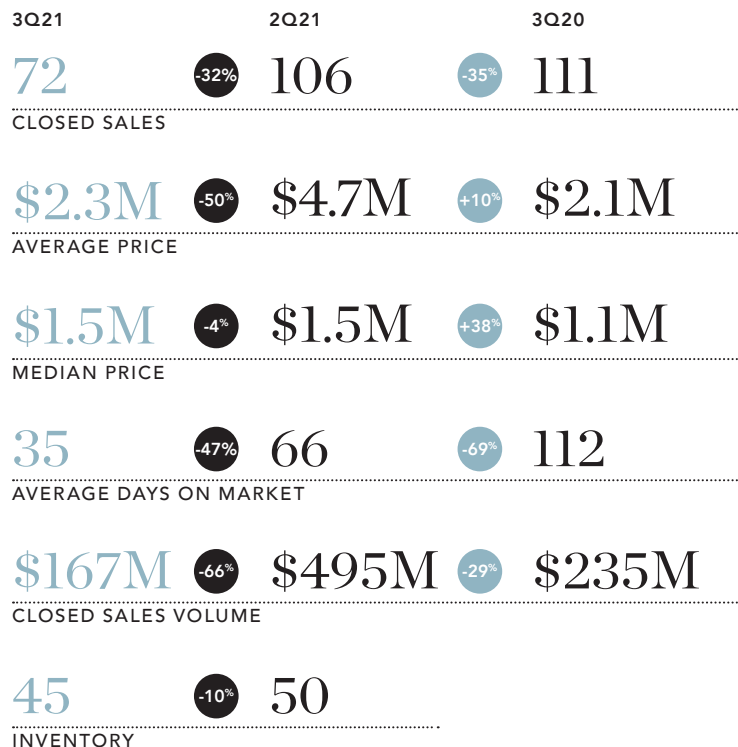 3Q21 2Q21 3Q20
72 -32% 106 -35% 111
CLOSED SALES
$2.3M -50% $4.7M +10% $2.1M
AVERAGE PRICE
$1.5M -4% $1.5M +38% $1.1M
MEDIAN PRICE
35 -47% 66 -69% 112
AVERAGE DAYS ON MARKET
$167M -66% $495M -29% $235M
CLOSED SALES VOLUME
45 -10% 50
INVENTORY